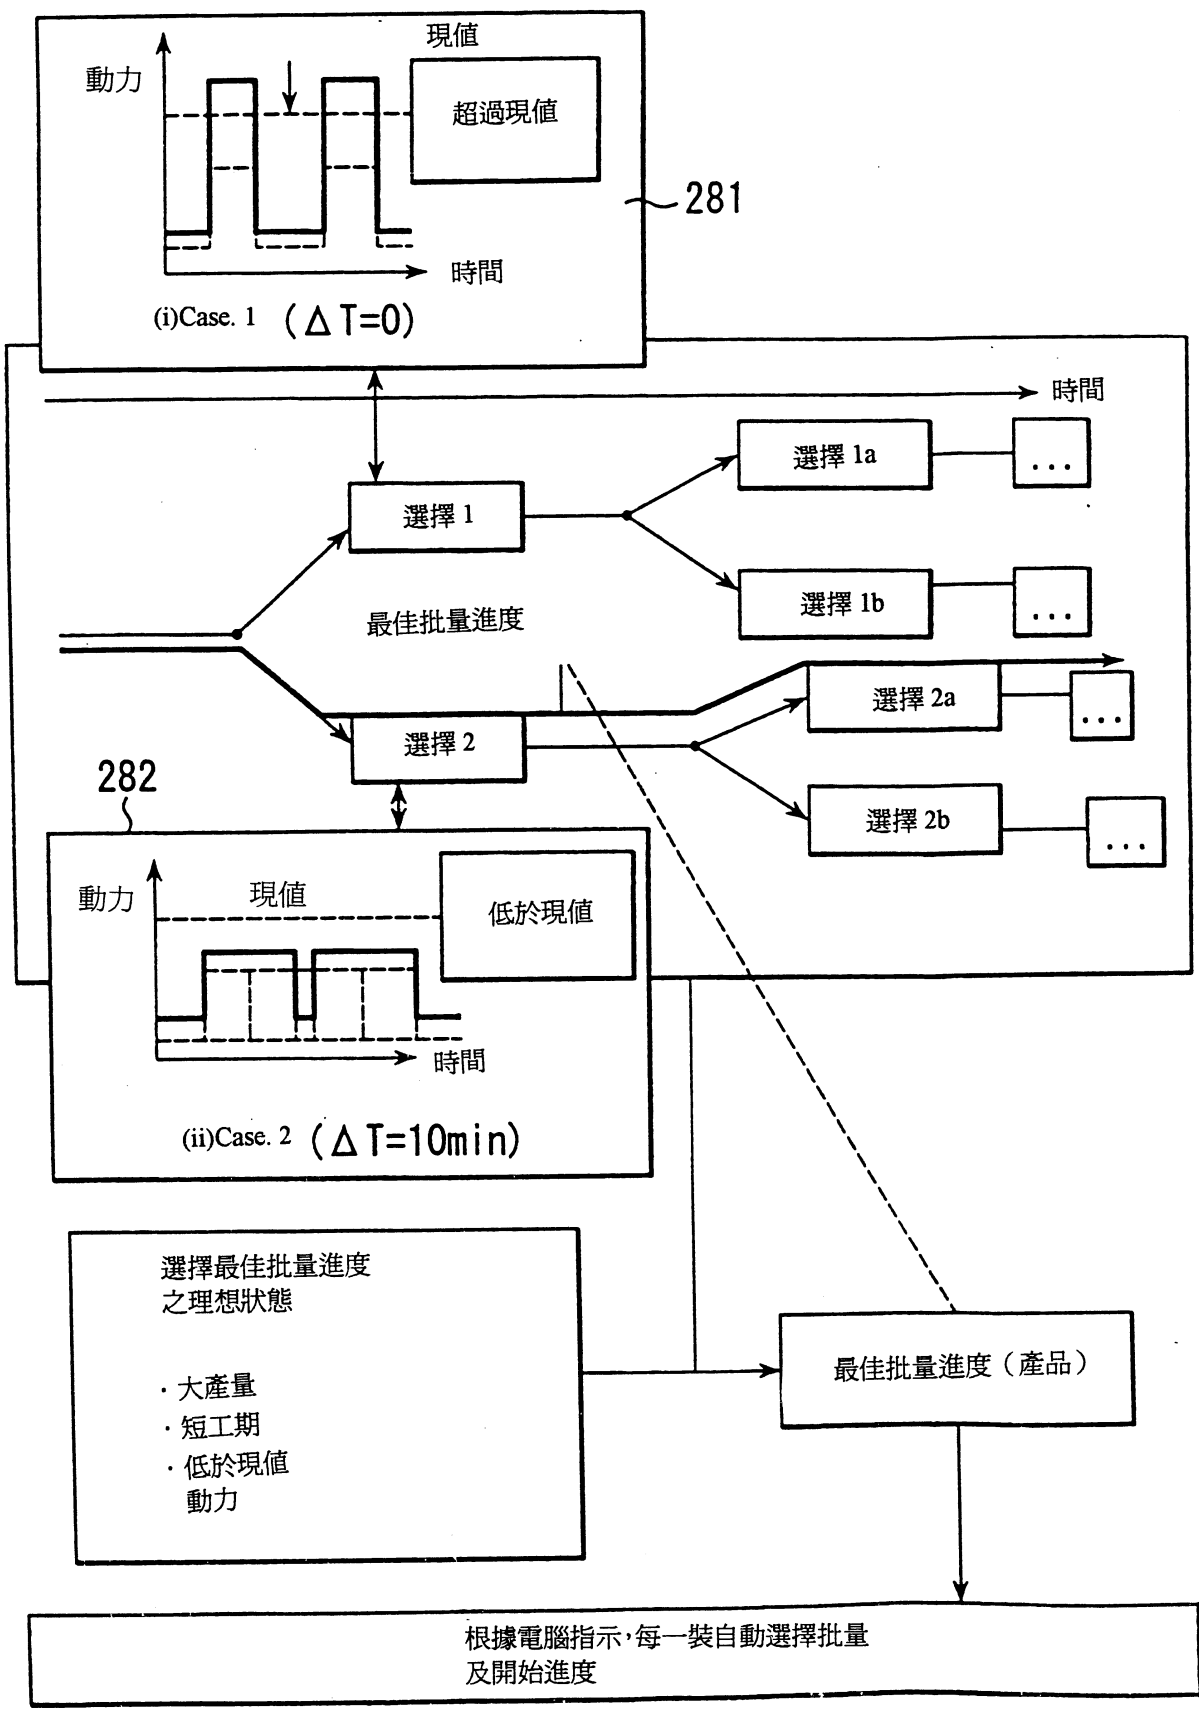 現值
動力
超過現值
281
時間
(i)Case. 1 (ΔT=0)
時間
選擇 1a
...
選擇 1
選擇 1b
...
最佳批量進度
選擇 2a
...
選擇 2
282
選擇 2b
...
動力
現值
低於現值
時間
(ii)Case. 2 (ΔT=10min)
選擇最佳批量進度
之理想狀態
・大產量
・短工期
・低於現值
動力
最佳批量進度（產品）
根據電腦指示，每一裝自動選擇批量
及開始進度